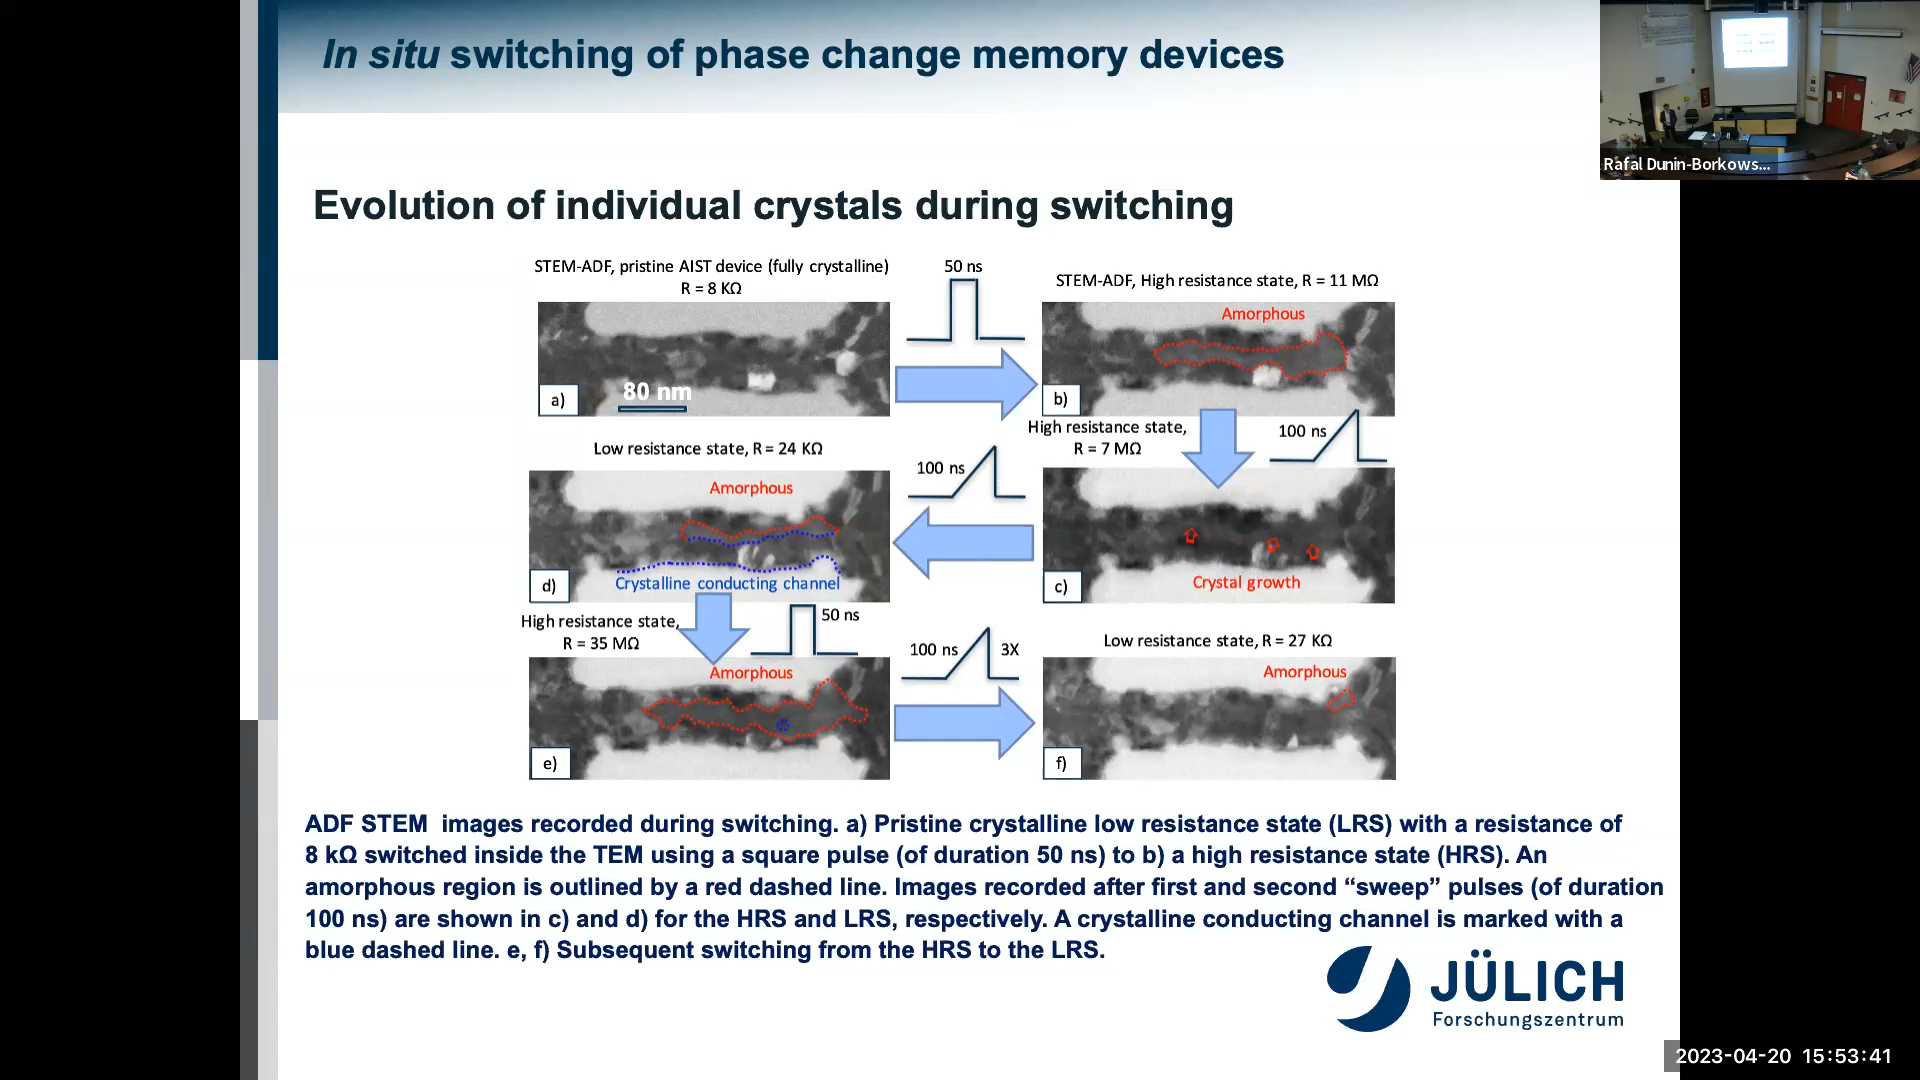 In situ switching of phase change memory devices
Rafal Dunin-Borkows...
Evolution of individual crystals during switching
STEM-ADF, pristine AIST device (fully crystalline)
R = 8 KΩ
50 ns
STEM-ADF, High resistance state, R = 11 MΩ
80 nm
a)
Amorphous
b)
High resistance state,
R = 7 MΩ
100 ns
Crystal growth
c)
100 ns
Low resistance state, R = 24 KΩ
Amorphous
Crystalline conducting channel
d)
50 ns
High resistance state,
R = 35 MΩ
Amorphous
e)
100 ns
3X
Low resistance state, R = 27 KΩ
Amorphous
f)
ADF STEM images recorded during switching. a) Pristine crystalline low resistance state (LRS) with a resistance of
8 kΩ switched inside the TEM using a square pulse (of duration 50 ns) to b) a high resistance state (HRS). An
amorphous region is outlined by a red dashed line. Images recorded after first and second “sweep” pulses (of duration
100 ns) are shown in c) and d) for the HRS and LRS, respectively. A crystalline conducting channel is marked with a
blue dashed line. e, f) Subsequent switching from the HRS to the LRS.
JÜLICH
Forschungszentrum
2023-04-20 15:53:41